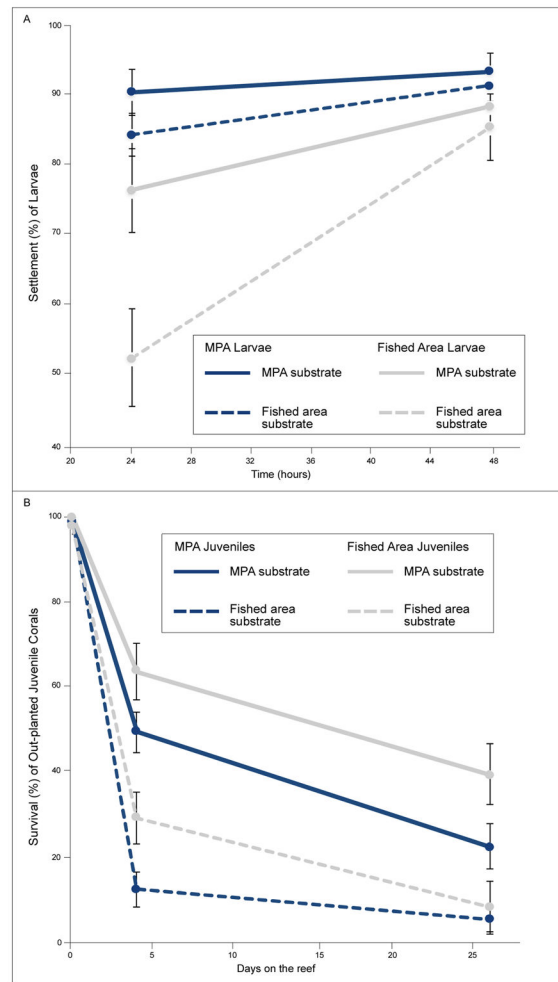 A
100
90
80
70
60
50
40
Settlement (%) of Larvae
MPA Larvae Fished Area Larvae
MPA substrate MPA substrate
Fished area substrate Fished area substrate
20 24 28 32 36 40 44 48
Time (hours)
B
100
80
60
40
20
0
Survival (%) of Out-planted Juvenile Corals
MPA Juveniles Fished Area Juveniles
MPA substrate MPA substrate
Fished area substrate Fished area substrate
0 5 10 15 20 25
Days on the reef